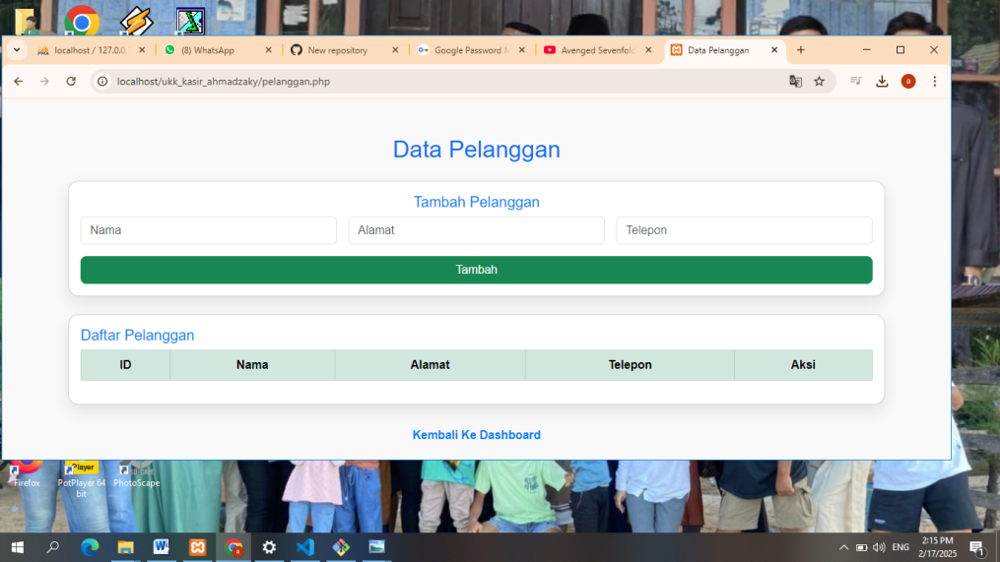 localhost / 127.0.0.
(8) WhatsApp
New repository
Google Password M
Avenged Sevenfol
Data Pelanggan
localhost/ukk_kasir_ahmadzaky/pelanggan.php
a
Data Pelanggan
Tambah Pelanggan
Nama
Alamat
Telepon
Tambah
Daftar Pelanggan
ID
Nama
Alamat
Telepon
Aksi
Kembali Ke Dashboard
Firefox
Player
PotPlayer 64
bit
PhotoScape
ENG
2:15 PM
2/17/2025
1